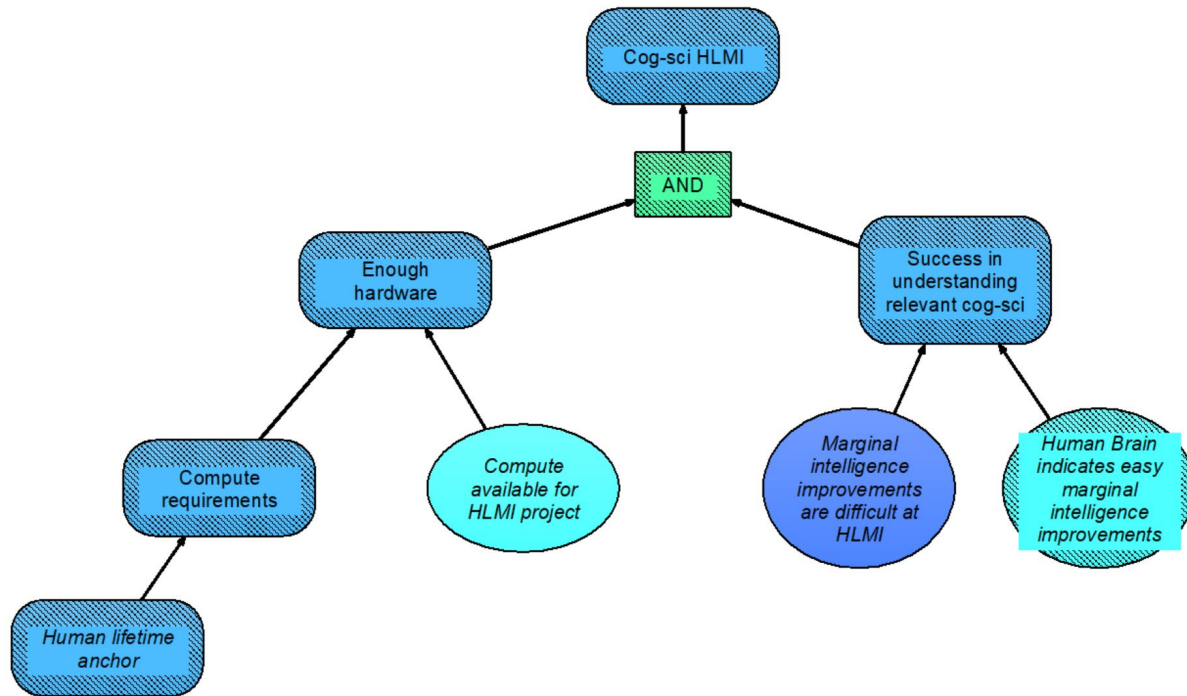 Cog-sci HLMI
AND
Enough
hardware
Success in
understanding
relevant cog-sci
Compute
requirements
Compute
available for
HLMI project
Marginal
intelligence
improvements
are difficult at
HLMI
Human Brain
indicates easy
marginal
intelligence
improvements
Human lifetime
anchor